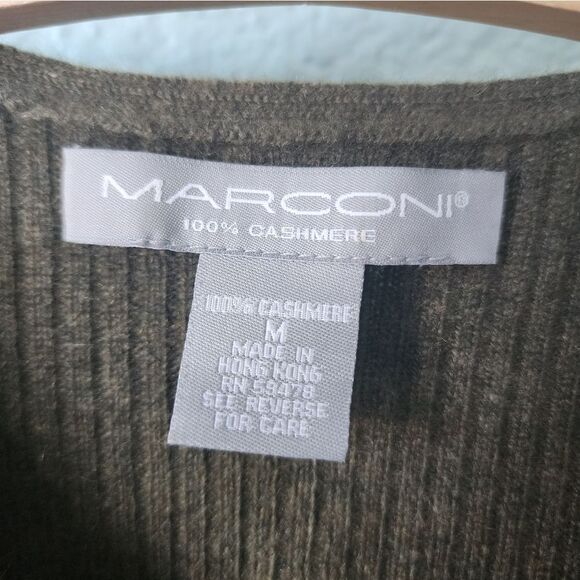 MARCONI®
100% CASHMERE
100% CASHMERE
M
MADE IN
HONG KONG
RN 59478
SEE REVERSE
FOR CARE